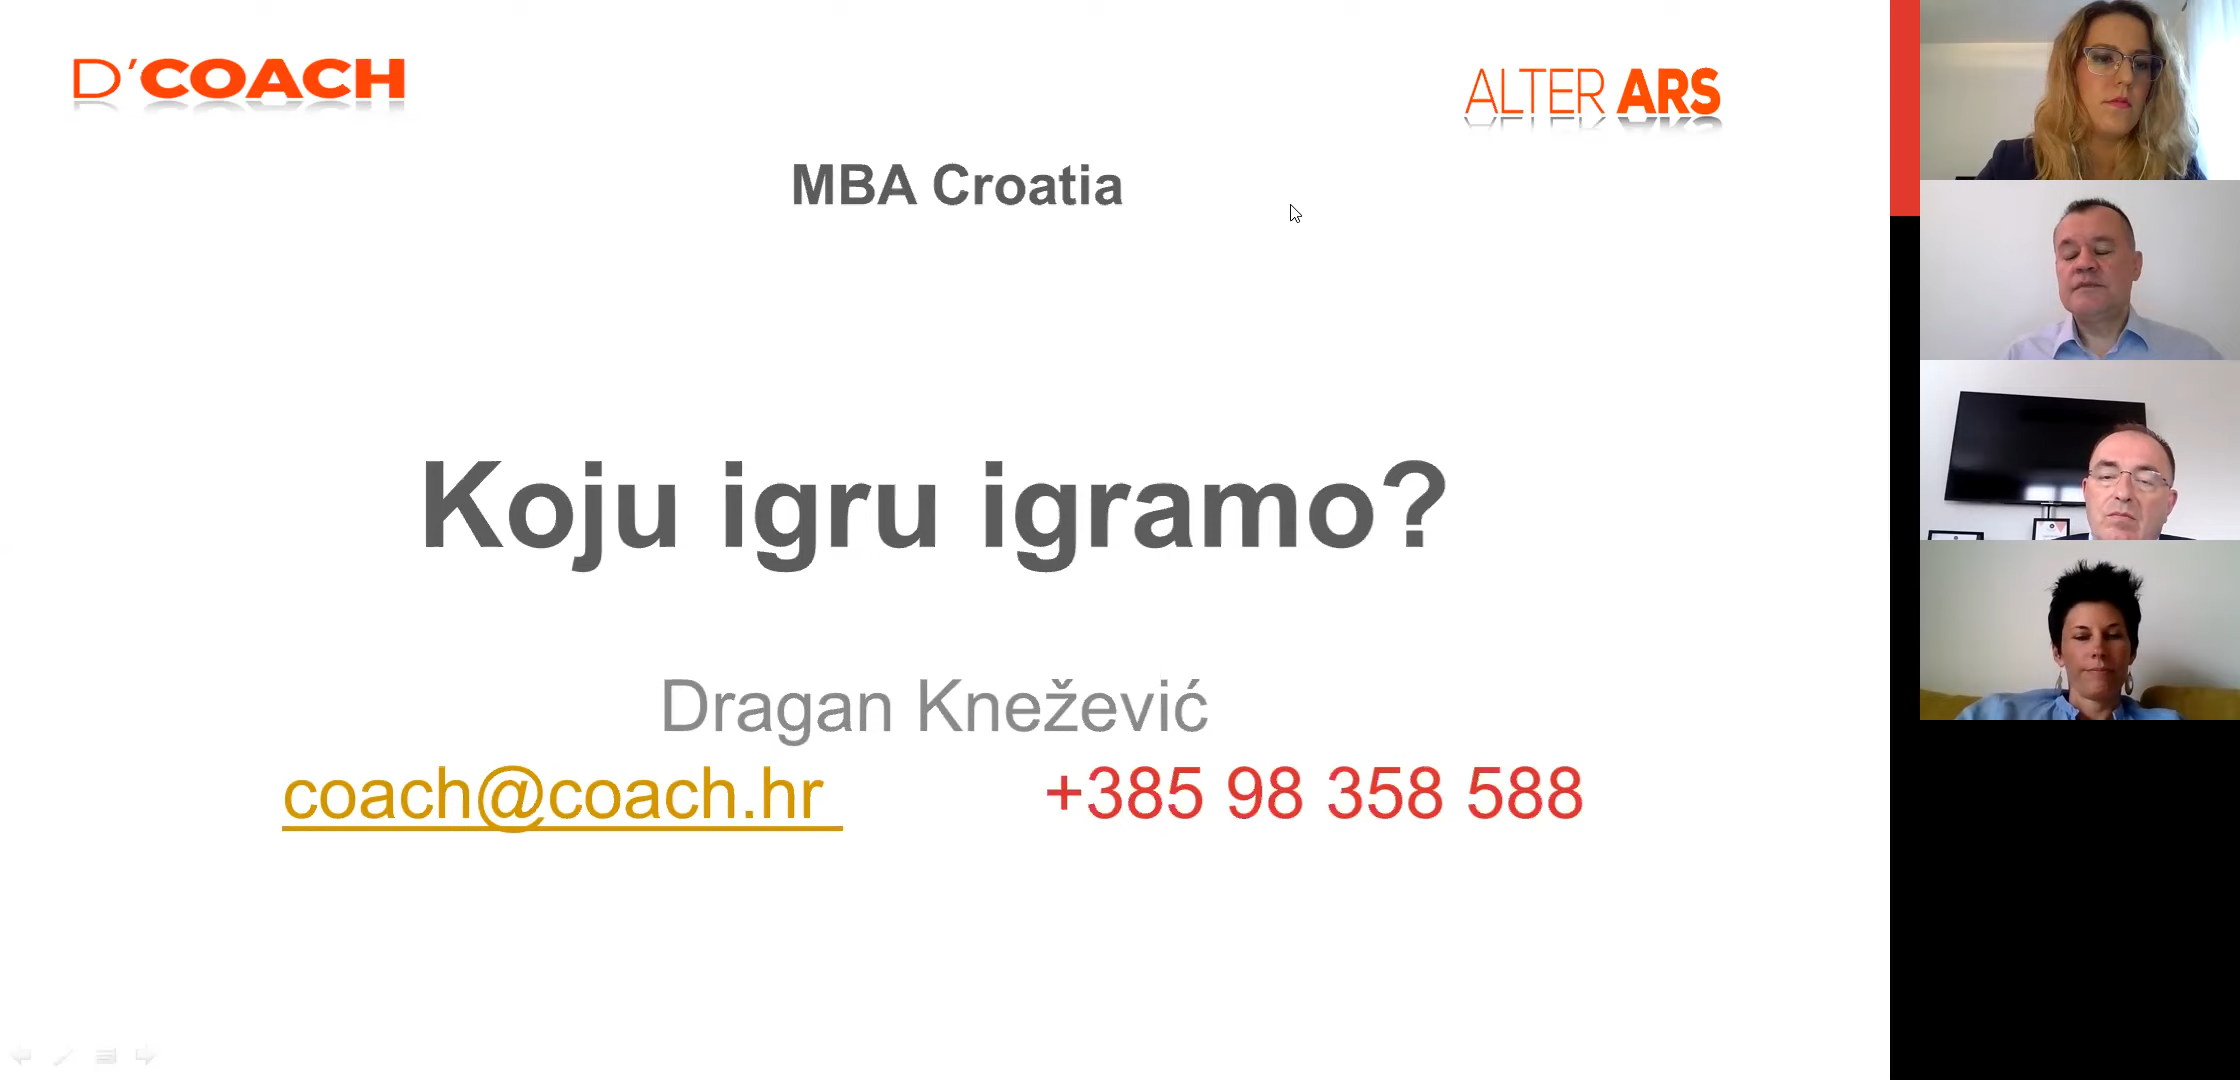 D'COACH
ALTER ARS
MBA Croatia
Koju igru igramo?
Dragan Knežević
coach@coach.hr +385 98 358 588